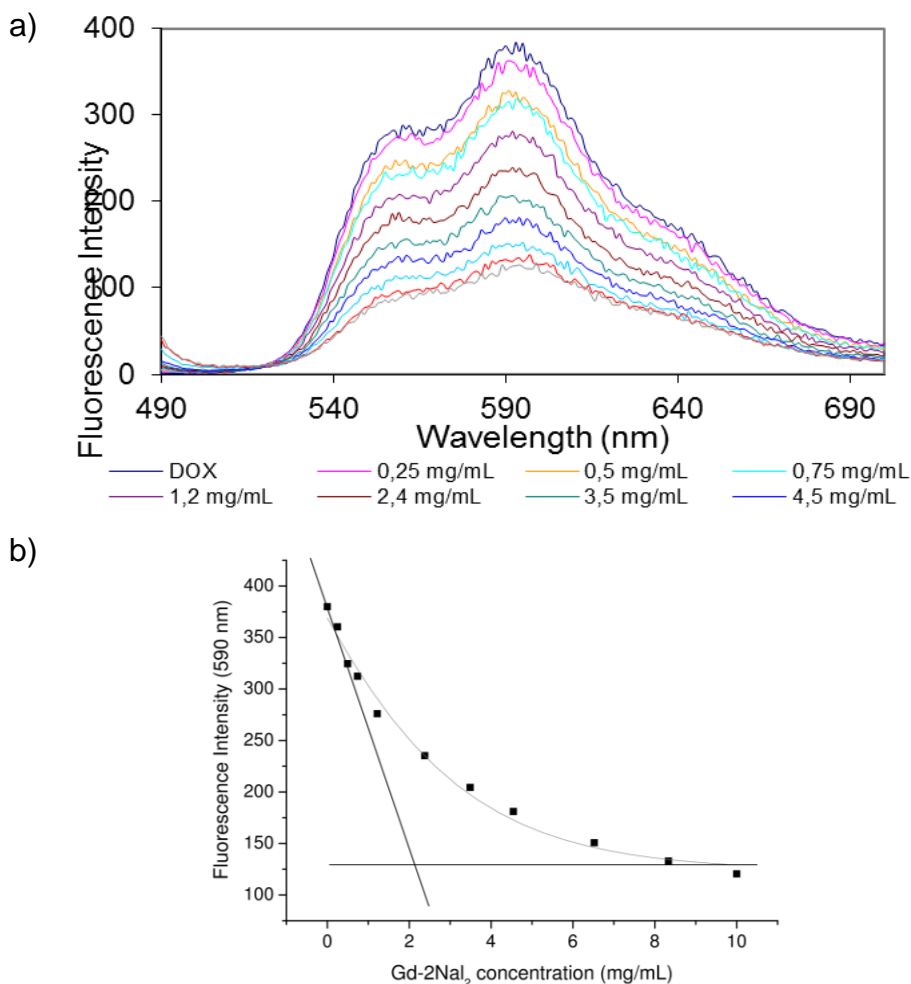 a)
400
300
200
100
0
Fluorescence Intensity
490 540 590 640 690
Wavelength (nm)
DOX 0,25 mg/mL 0,5 mg/mL 0,75 mg/mL
1,2 mg/mL 2,4 mg/mL 3,5 mg/mL 4,5 mg/mL
b)
400
350
300
250
200
150
100
Fluorescence Intensity (590 nm)
0 2 4 6 8 10
Gd-2NaI₂ concentration (mg/mL)